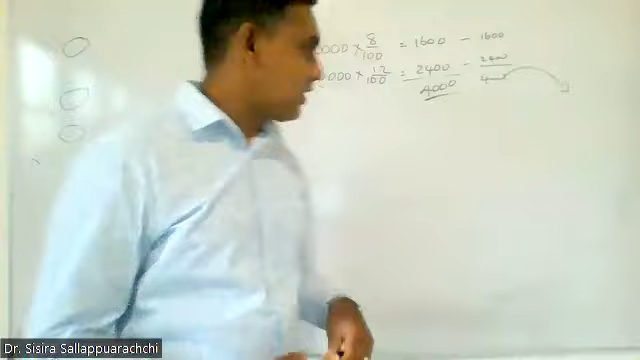 000 × 8/100 = 1600 - 1600
000 × 12/100 = 2400 - 2400
4000
Dr. Sisira Sallappuarachchi